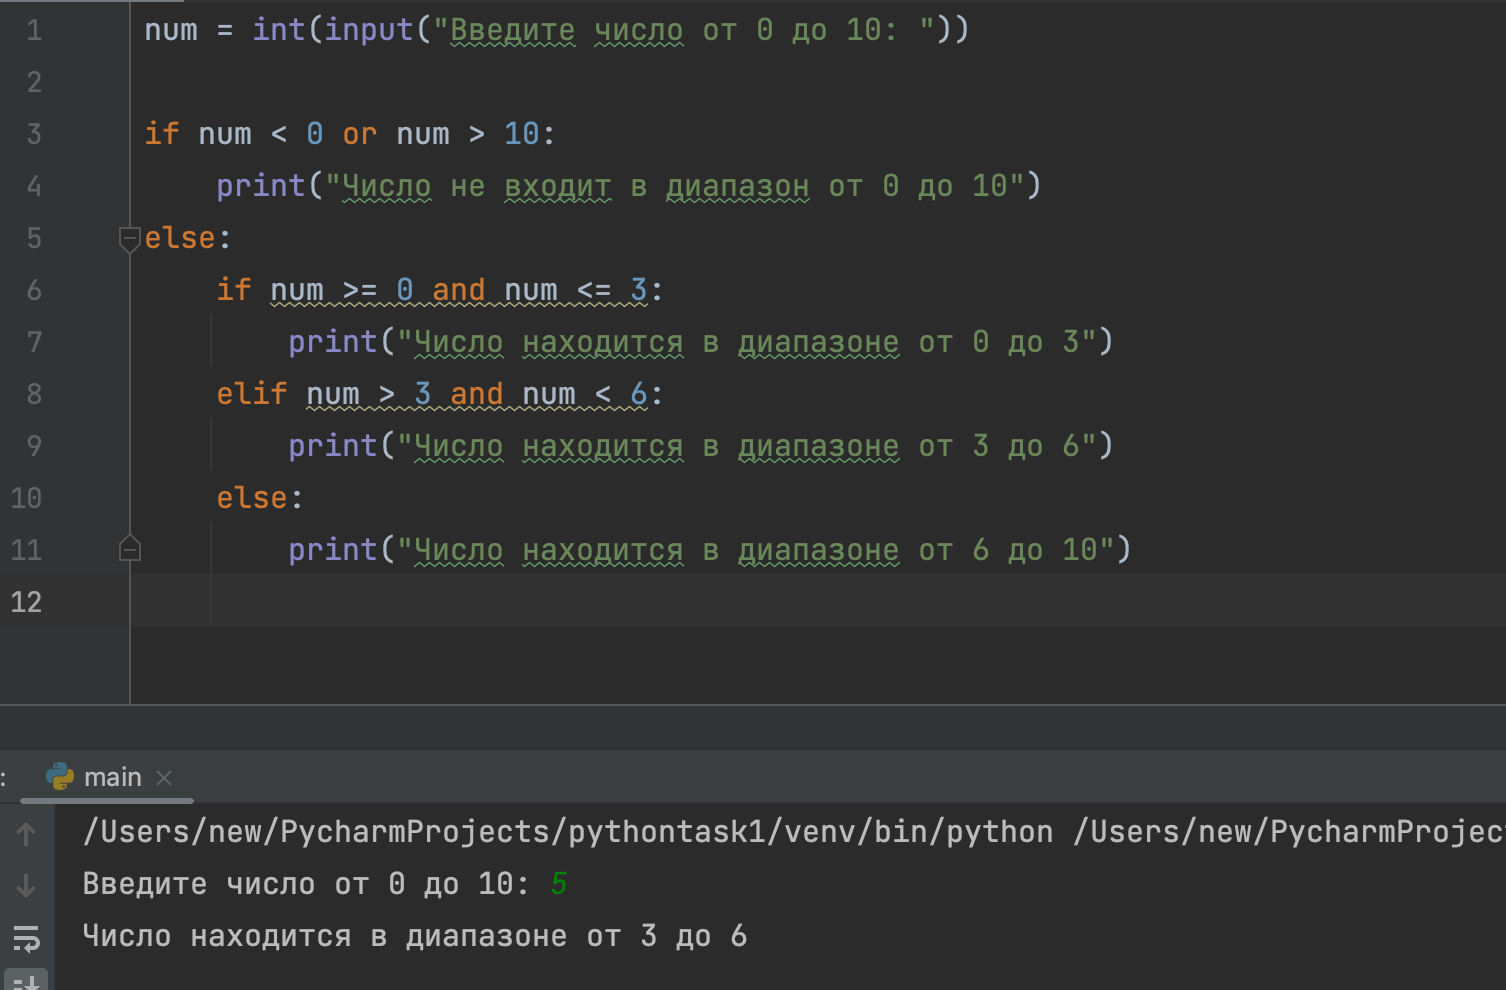 1 num = int(input("Введите число от 0 до 10: "))
2
3 if num < 0 or num > 10:
4 print("Число не входит в диапазон от 0 до 10")
5 else:
6 if num >= 0 and num <= 3:
7 print("Число находится в диапазоне от 0 до 3")
8 elif num > 3 and num < 6:
9 print("Число находится в диапазоне от 3 до 6")
10 else:
11 print("Число находится в диапазоне от 6 до 10")
12
: main
/Users/new/PycharmProjects/pythontask1/venv/bin/python /Users/new/PycharmProjec
Введите число от 0 до 10: 5
Число находится в диапазоне от 3 до 6